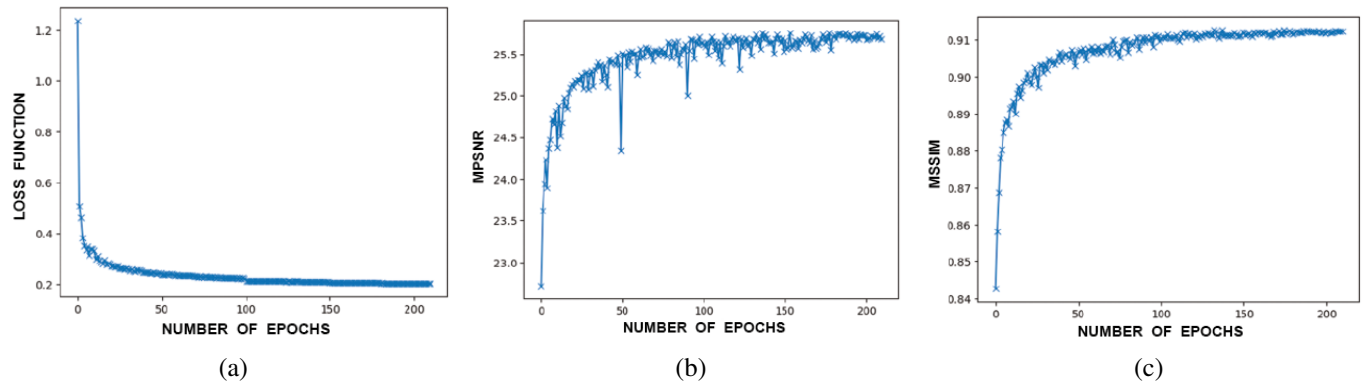 1.2
1.0
0.8
0.6
0.4
0.2
LOSS FUNCTION
0 50 100 150 200
NUMBER OF EPOCHS
(a)
25.5
25.0
24.5
24.0
23.5
23.0
MPSNR
0 50 100 150 200
NUMBER OF EPOCHS
(b)
0.91
0.90
0.89
0.88
0.87
0.86
0.85
0.84
MSSIM
0 50 100 150 200
NUMBER OF EPOCHS
(c)